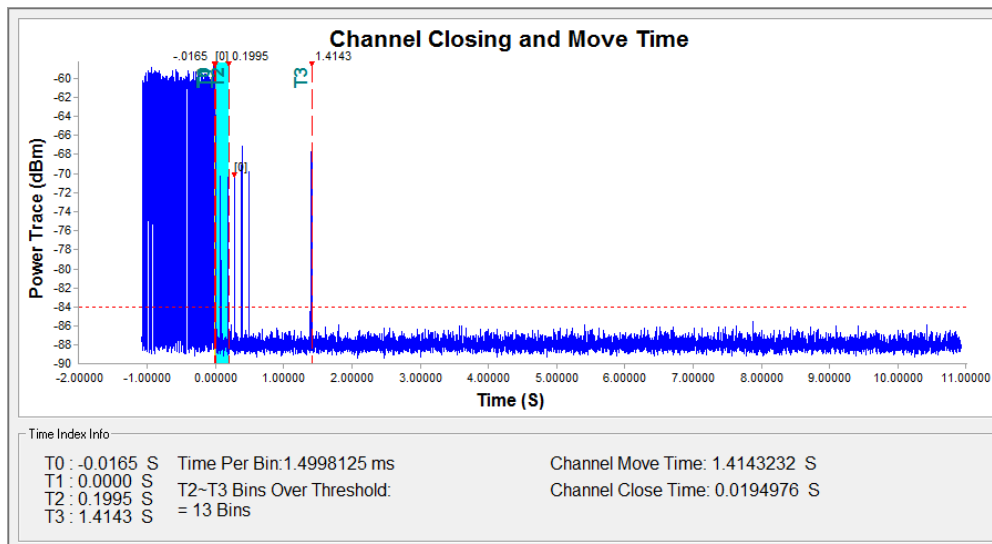 Channel Closing and Move Time
-.0165 [0] 0.1995 1.4143
T2 T3
[0]
Power Trace (dBm)
-60
-62
-64
-66
-68
-70
-72
-74
-76
-78
-80
-82
-84
-86
-88
-90
-2.00000 -1.00000 0.00000 1.00000 2.00000 3.00000 4.00000 5.00000 6.00000 7.00000 8.00000 9.00000 10.00000 11.00000
Time (S)
Time Index Info
T0 : -0.0165 S
T1 : 0.0000 S
T2 : 0.1995 S
T3 : 1.4143 S
Time Per Bin:1.4998125 ms
T2~T3 Bins Over Threshold:
= 13 Bins
Channel Move Time: 1.4143232 S
Channel Close Time: 0.0194976 S